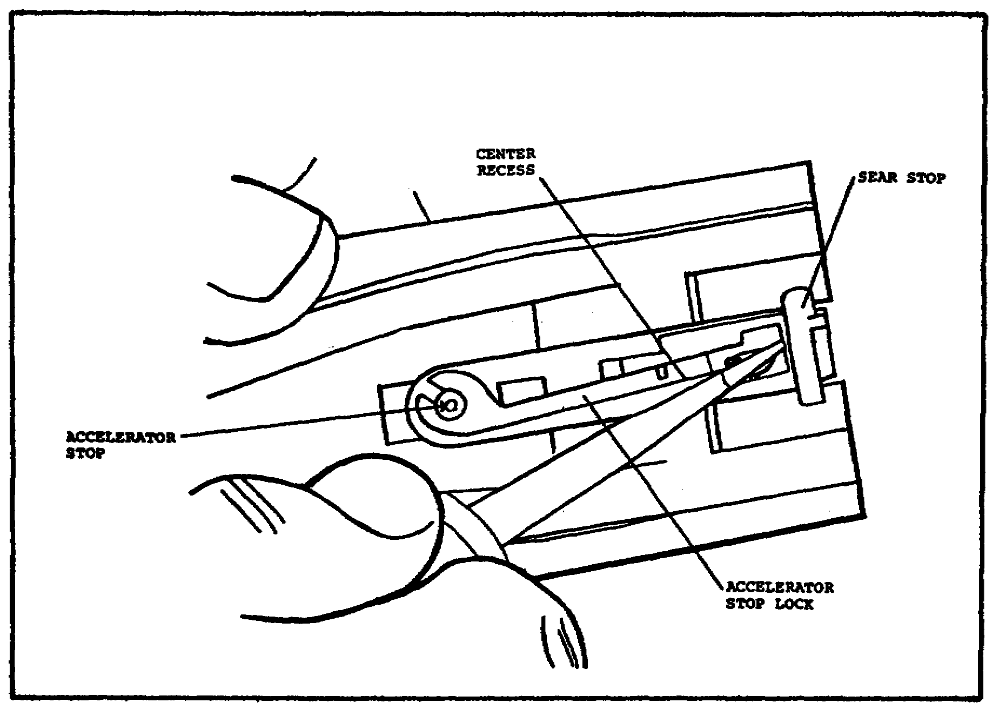 CENTER
RECESS
SEAR STOP
ACCELERATOR
STOP
ACCELERATOR
STOP LOCK